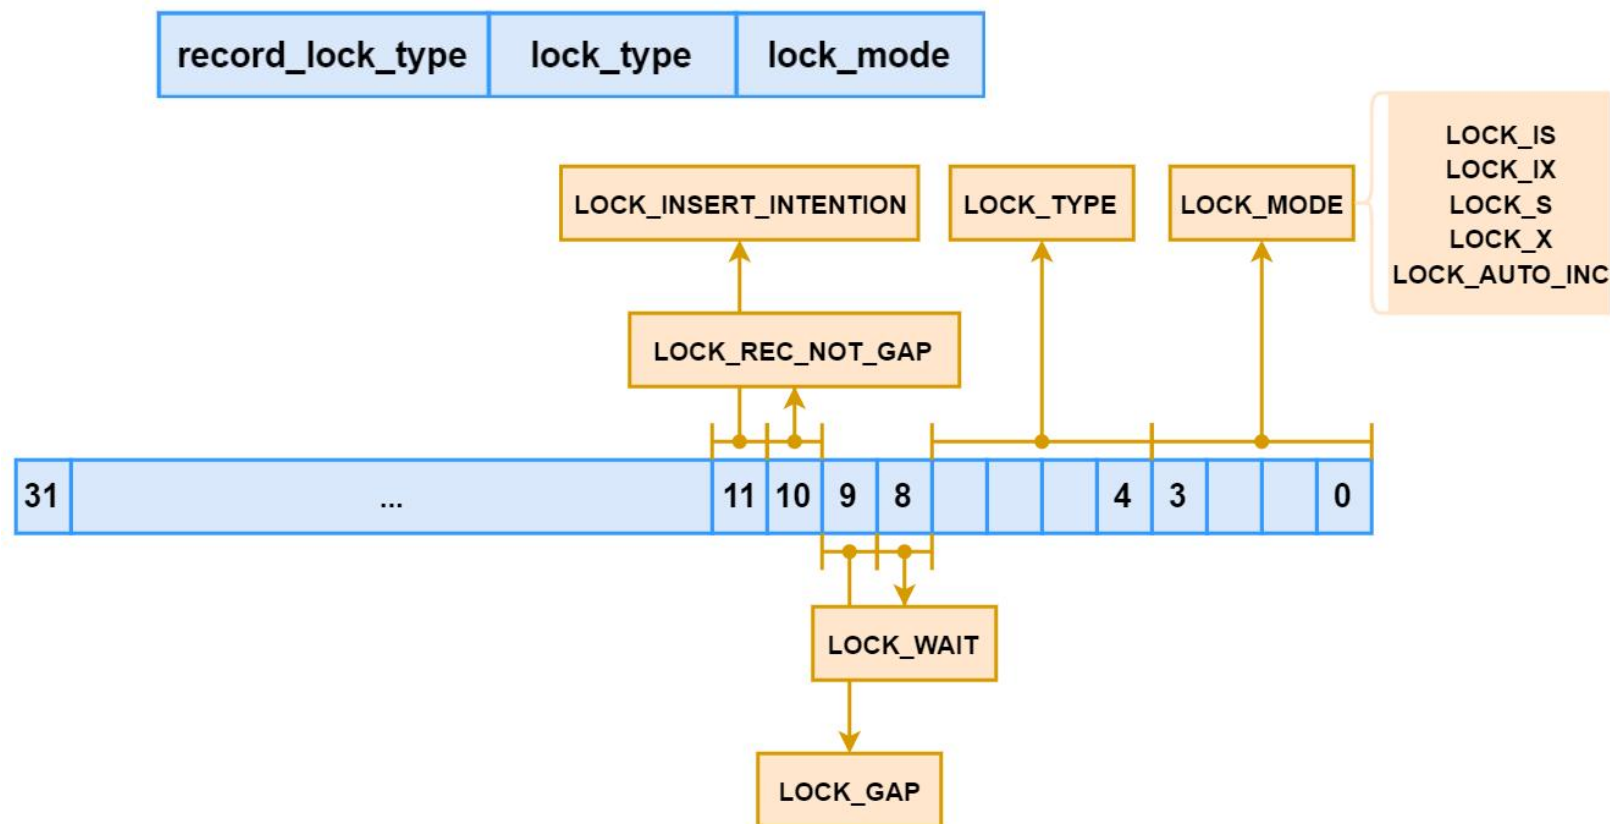 record_lock_type lock_type lock_mode
LOCK_IS
LOCK_IX
LOCK_INSERT_INTENTION LOCK_TYPE LOCK_MODE LOCK_S
LOCK_X
LOCK_AUTO_INC
LOCK_REC_NOT_GAP
31 ... 11 10 9 8 4 3 0
LOCK_WAIT
LOCK_GAP